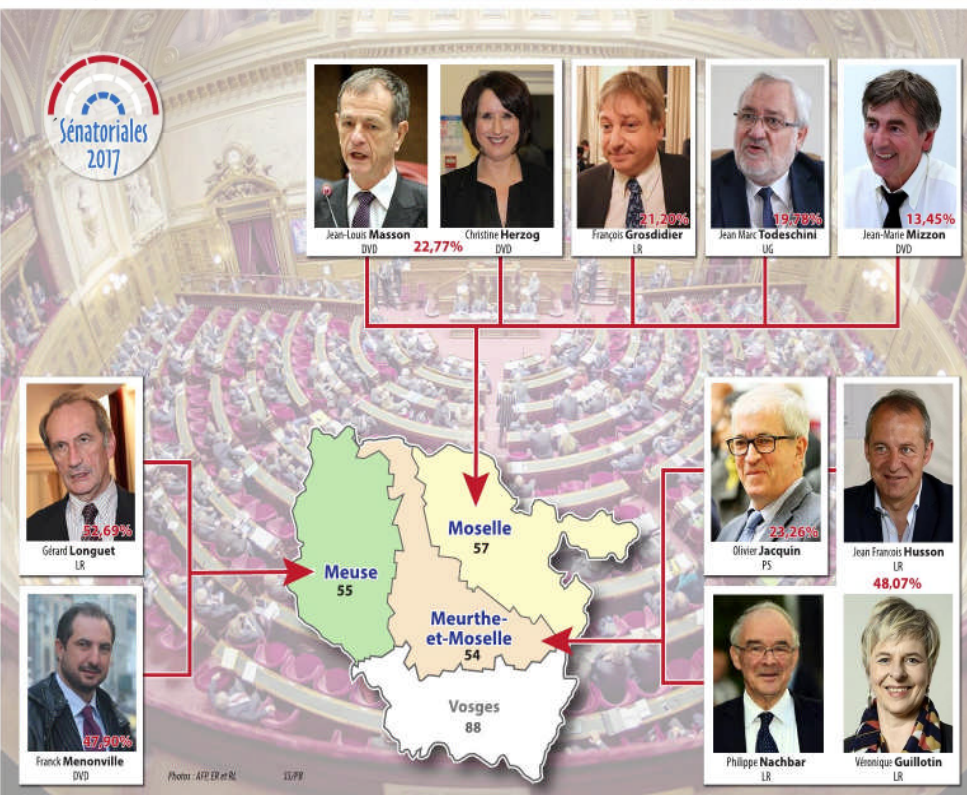 Sénatoriales
2017
21,20%
19,78%
13,45%
Jean-Louis Masson
DVD
22,77%
Christine Herzog
DVD
François Grosdidier
LR
Jean Marc Todeschini
UG
Jean-Marie Mizzon
DVD
52,69%
Gérard Longuet
LR
47,90%
Franck Menonville
DVD
Moselle
57
Meuse
55
Meurthe-
et-Moselle
54
Vosges
88
23,26%
Olivier Jacquin
PS
Jean Francois Husson
LR
48,07%
Philippe Nachbar
LR
Véronique Guillotin
LR
Photos : AFP, ER et RL
SS/PB